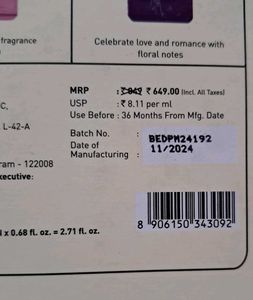 fragrance
Celebrate love and romance with
floral notes
MRP : ₹ 849 ₹ 649.00 (Incl. All Taxes)
C, USP : ₹ 8.11 per ml
L-42-A Use Before : 36 Months From Mfg. Date
Batch No. : BEDPM24192
Date of
Manufacturing : 11/2024
ram - 122008
xecutive:
l x 0.68 fl. oz. = 2.71 fl. oz.
8 906150 343092